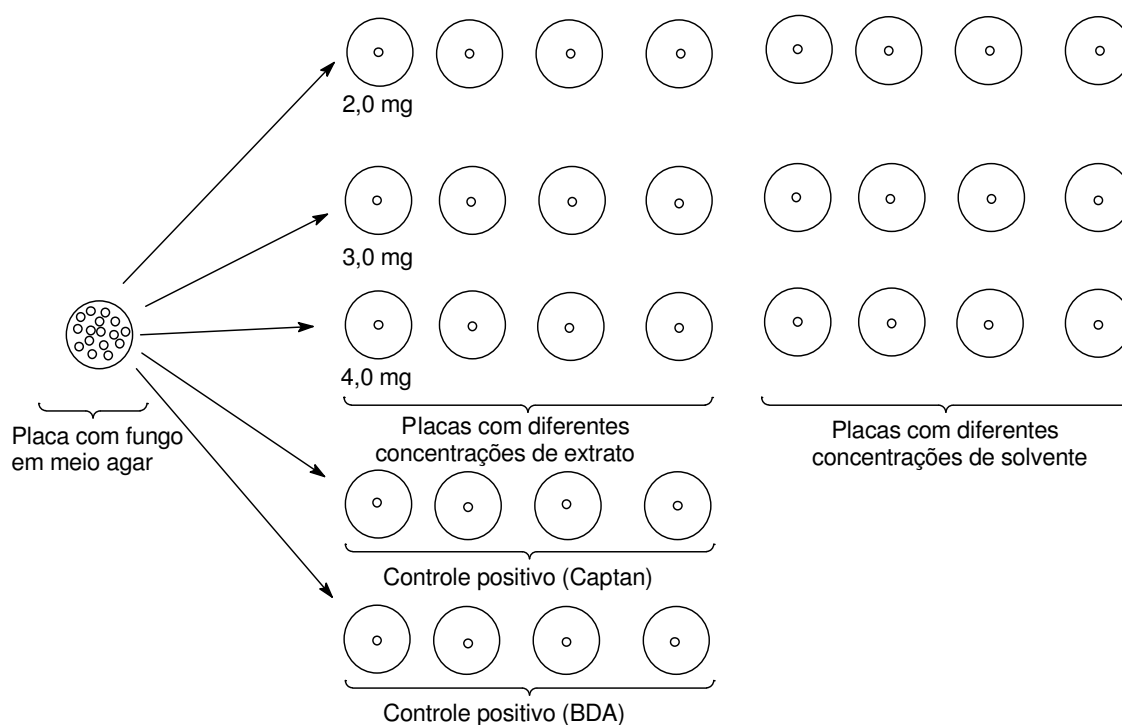 2,0 mg
3,0 mg
4,0 mg
Placa com fungo
em meio agar
Placas com diferentes
concentrações de extrato
Placas com diferentes
concentrações de solvente
Controle positivo (Captan)
Controle positivo (BDA)